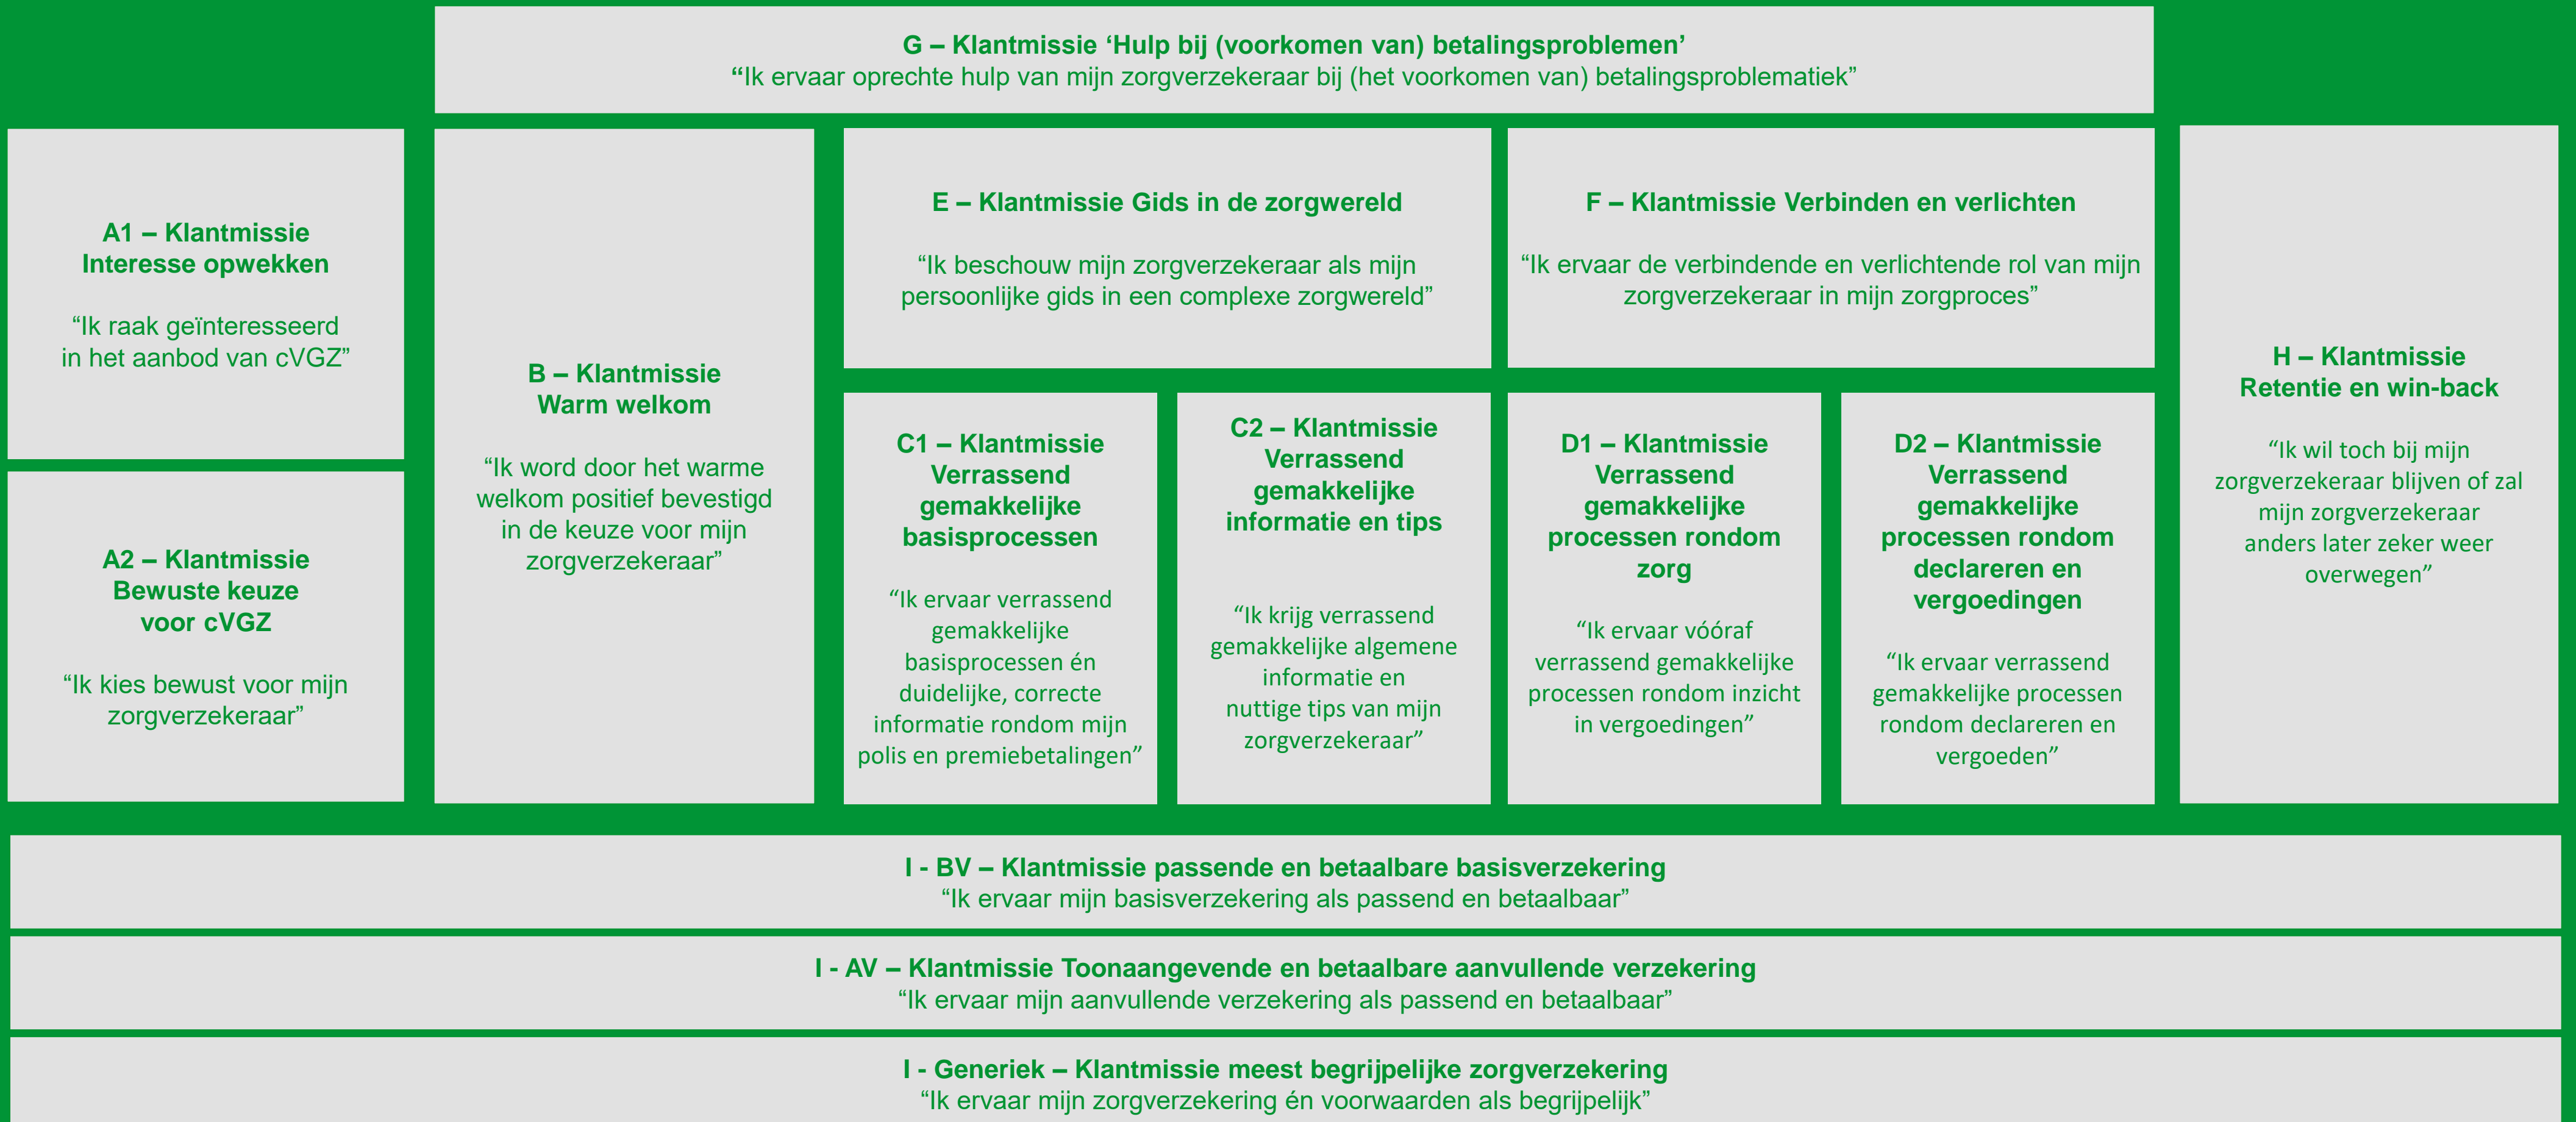 G – Klantmissie ‘Hulp bij (voorkomen van) betalingsproblemen’
“Ik ervaar oprechte hulp van mijn zorgverzekeraar bij (het voorkomen van) betalingsproblematiek”
A1 – Klantmissie
Interesse opwekken
“Ik raak geïnteresseerd
in het aanbod van cVGZ”
A2 – Klantmissie
Bewuste keuze
voor cVGZ
“Ik kies bewust voor mijn
zorgverzekeraar”
B – Klantmissie
Warm welkom
“Ik word door het warme
welkom positief bevestigd
in de keuze voor mijn
zorgverzekeraar”
E – Klantmissie Gids in de zorgwereld
“Ik beschouw mijn zorgverzekeraar als mijn
persoonlijke gids in een complexe zorgwereld”
F – Klantmissie Verbinden en verlichten
“Ik ervaar de verbindende en verlichtende rol van mijn
zorgverzekeraar in mijn zorgproces”
C1 – Klantmissie
Verrassend
gemakkelijke
basisprocessen
“Ik ervaar verrassend
gemakkelijke
basisprocessen én
duidelijke, correcte
informatie rondom mijn
polis en premiebetalingen”
C2 – Klantmissie
Verrassend
gemakkelijke
informatie en tips
“Ik krijg verrassend
gemakkelijke algemene
informatie en
nuttige tips van mijn
zorgverzekeraar”
D1 – Klantmissie
Verrassend
gemakkelijke
processen rondom
zorg
“Ik ervaar vóóraf
verrassend gemakkelijke
processen rondom inzicht
in vergoedingen”
D2 – Klantmissie
Verrassend
gemakkelijke
processen rondom
declareren en
vergoedingen
“Ik ervaar verrassend
gemakkelijke processen
rondom declareren en
vergoeden”
H – Klantmissie
Retentie en win-back
“Ik wil toch bij mijn
zorgverzekeraar blijven of zal
mijn zorgverzekeraar
anders later zeker weer
overwegen”
I - BV – Klantmissie passende en betaalbare basisverzekering
“Ik ervaar mijn basisverzekering als passend en betaalbaar”
I - AV – Klantmissie Toonaangevende en betaalbare aanvullende verzekering
“Ik ervaar mijn aanvullende verzekering als passend en betaalbaar”
I - Generiek – Klantmissie meest begrijpelijke zorgverzekering
“Ik ervaar mijn zorgverzekering én voorwaarden als begrijpelijk”